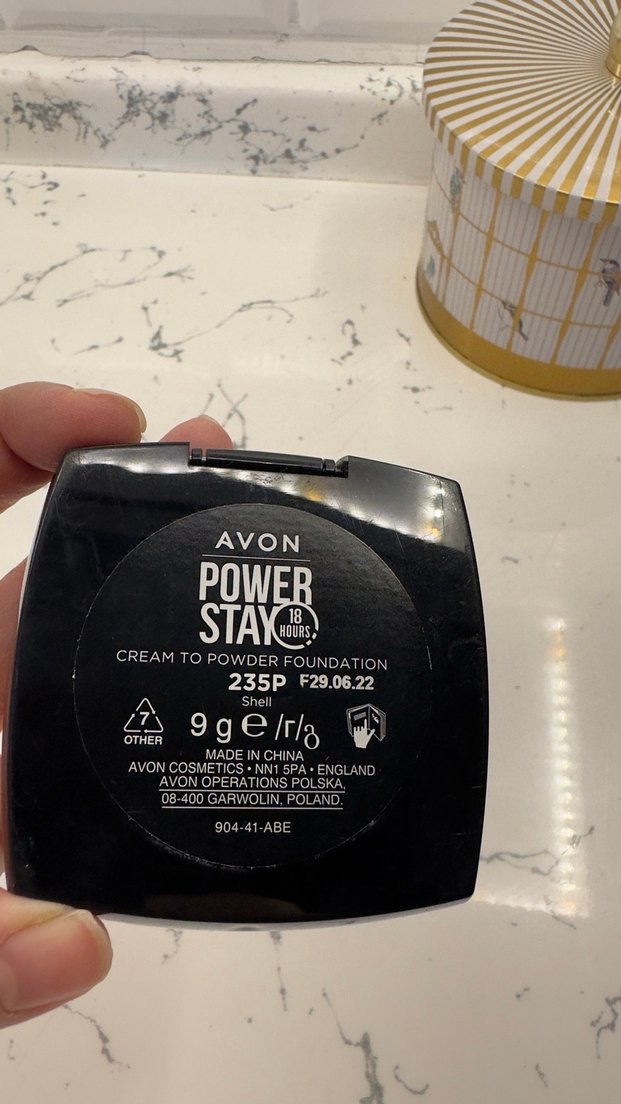 AVON
POWER
STAY 18 HOURS
CREAM TO POWDER FOUNDATION
235P F29.06.22
Shell
7 9 g e /г/გ
OTHER
MADE IN CHINA
AVON COSMETICS • NN1 5PA • ENGLAND
AVON OPERATIONS POLSKA,
08-400 GARWOLIN, POLAND.
904-41-ABE